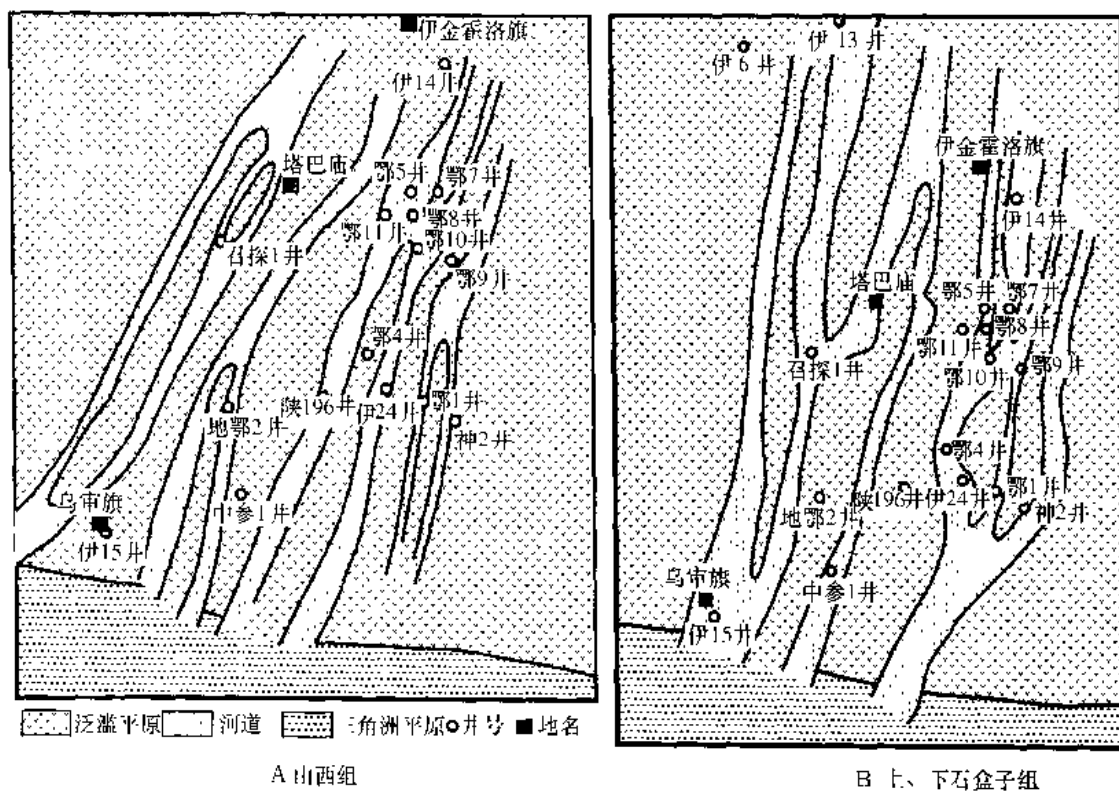 伊金霍洛旗
伊14井
塔巴庙
鄂5井
鄂7井
鄂11井
鄂8井
鄂10井
召探1井
鄂9井
鄂4井
陕196井
伊24井
鄂1井
地鄂2井
神2井
中参1井
乌审旗
伊15井
泛滥平原
河道
三角洲平原
井号
地名
A 山西组
伊13井
伊6井
伊金霍洛旗
伊14井
塔巴庙
鄂5井
鄂7井
鄂8井
鄂11井
召探1井
鄂10井
鄂9井
鄂4井
陕196井
伊24井
鄂1井
地鄂2井
神2井
中参1井
乌审旗
伊15井
B 上、下石盒子组